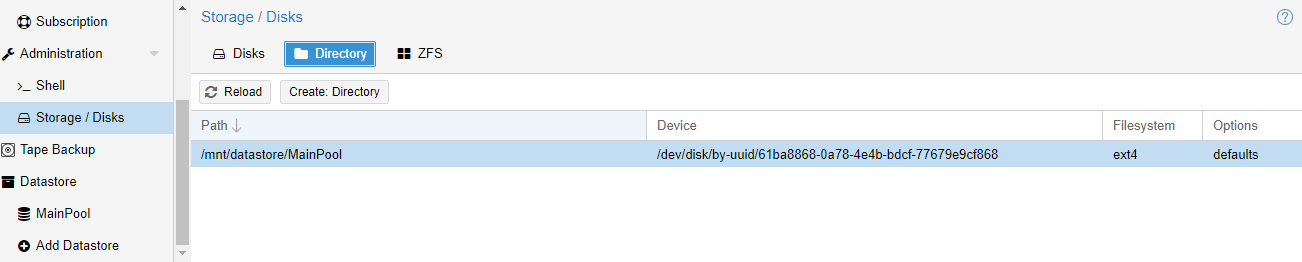 Subscription
Administration
Shell
Storage / Disks
Tape Backup
Datastore
MainPool
Add Datastore
Storage / Disks
Disks Directory ZFS
Reload Create: Directory
Path Device Filesystem Options
/mnt/datastore/MainPool /dev/disk/by-uuid/61ba8868-0a78-4e4b-bdcf-77679e9cf868 ext4 defaults